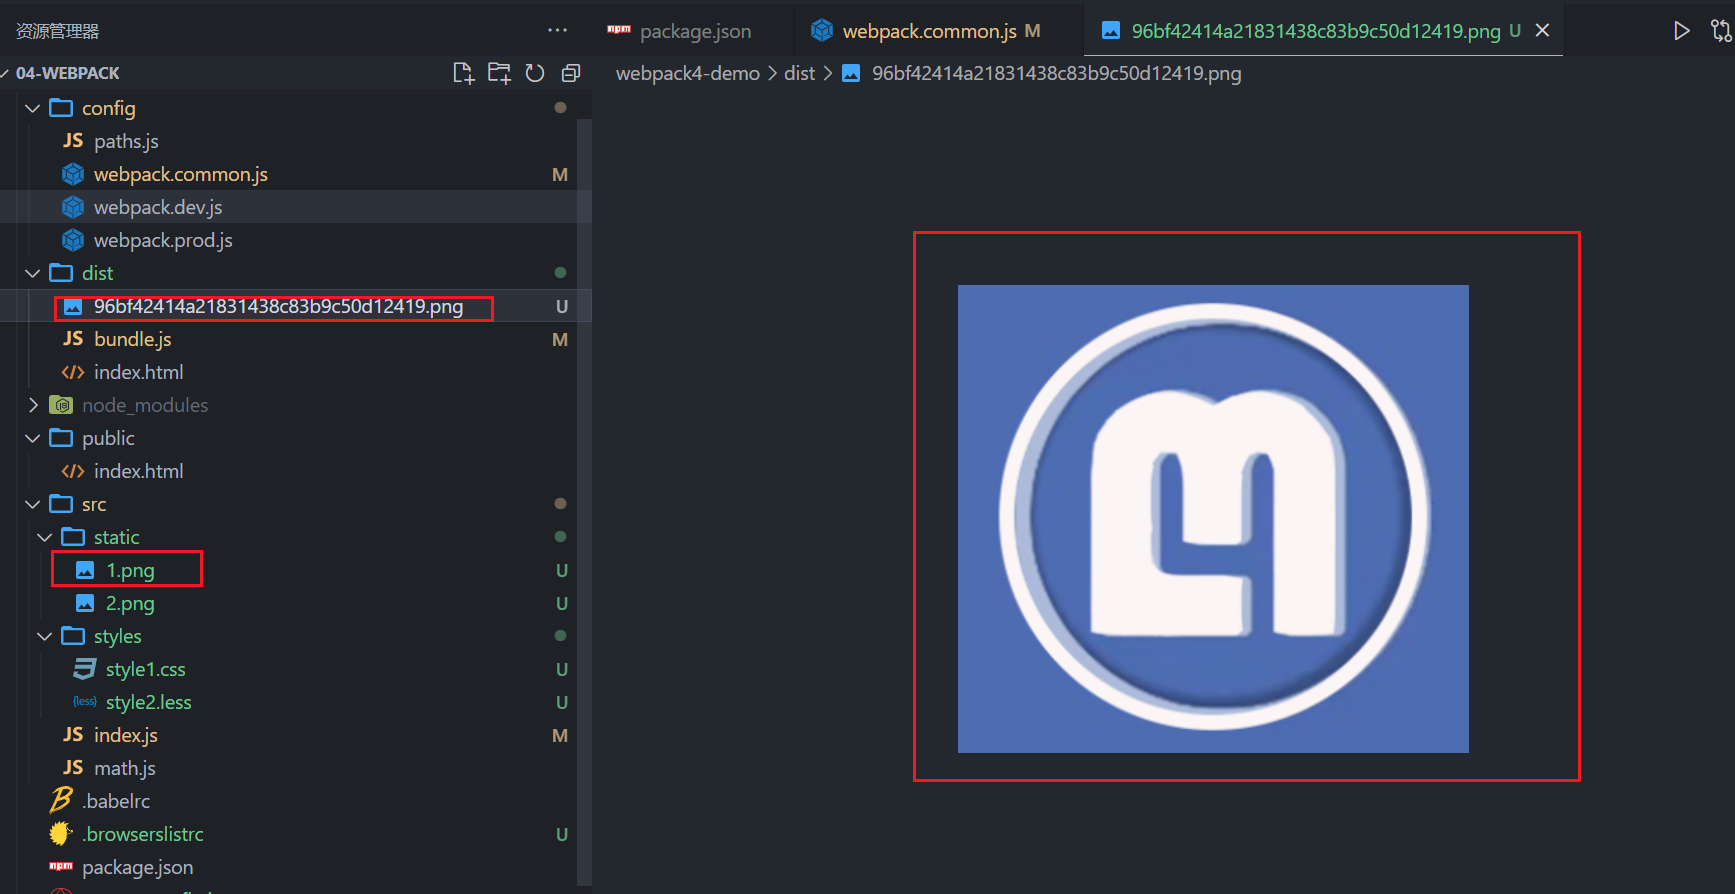 资源管理器 ···
package.json
webpack.common.js M
96bf42414a21831438c83b9c50d12419.png U
04-WEBPACK
webpack4-demo > dist > 96bf42414a21831438c83b9c50d12419.png
config
JS paths.js
webpack.common.js M
webpack.dev.js
webpack.prod.js
dist
96bf42414a21831438c83b9c50d12419.png U
JS bundle.js M
</> index.html
node_modules
public
</> index.html
src
static
1.png U
2.png U
styles
style1.css U
{less} style2.less U
JS index.js M
JS math.js
.babelrc
.browserslistrc U
package.json